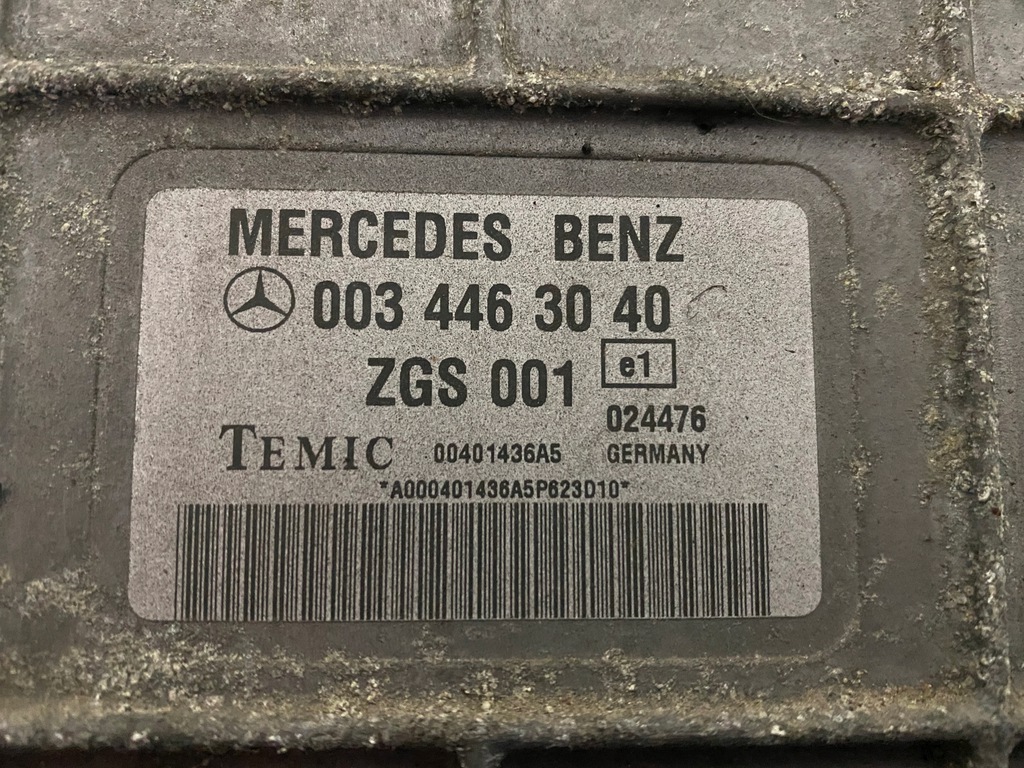 MERCEDES BENZ
003 446 30 40
ZGS 001 e1
024476
TEMIC 00401436A5 GERMANY
*A000401436A5P623D10*